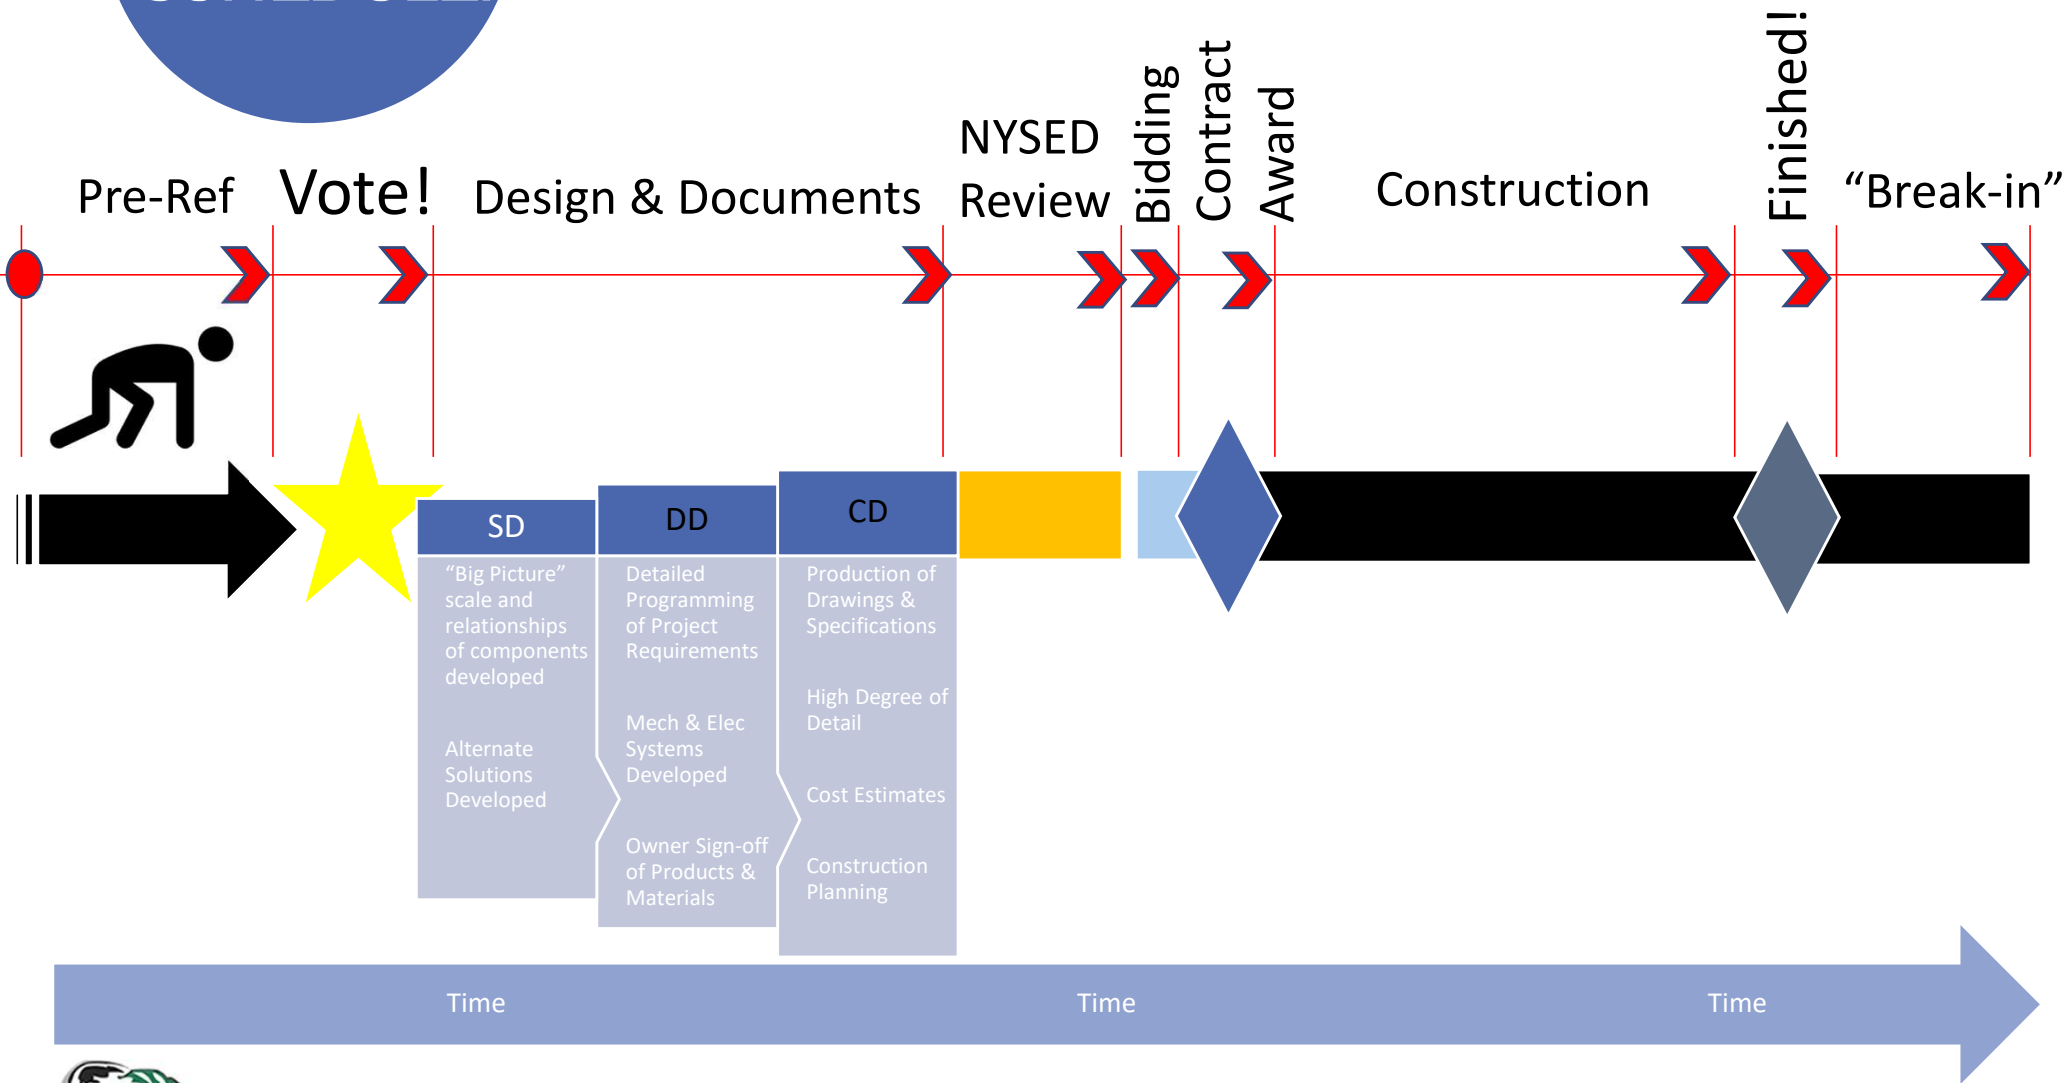 Pre-Ref
Vote!
Design & Documents
NYSED
Review
Bidding
Contract
Award
Construction
Finished!
“Break-in”
SD
“Big Picture”
scale and
relationships
of components
developed
Alternate
Solutions
Developed
DD
Detailed
Programming
of Project
Requirements
Mech & Elec
Systems
Developed
Owner Sign-off
of Products &
Materials
CD
Production of
Drawings &
Specifications
High Degree of
Detail
Cost Estimates
Construction
Planning
Time
Time
Time